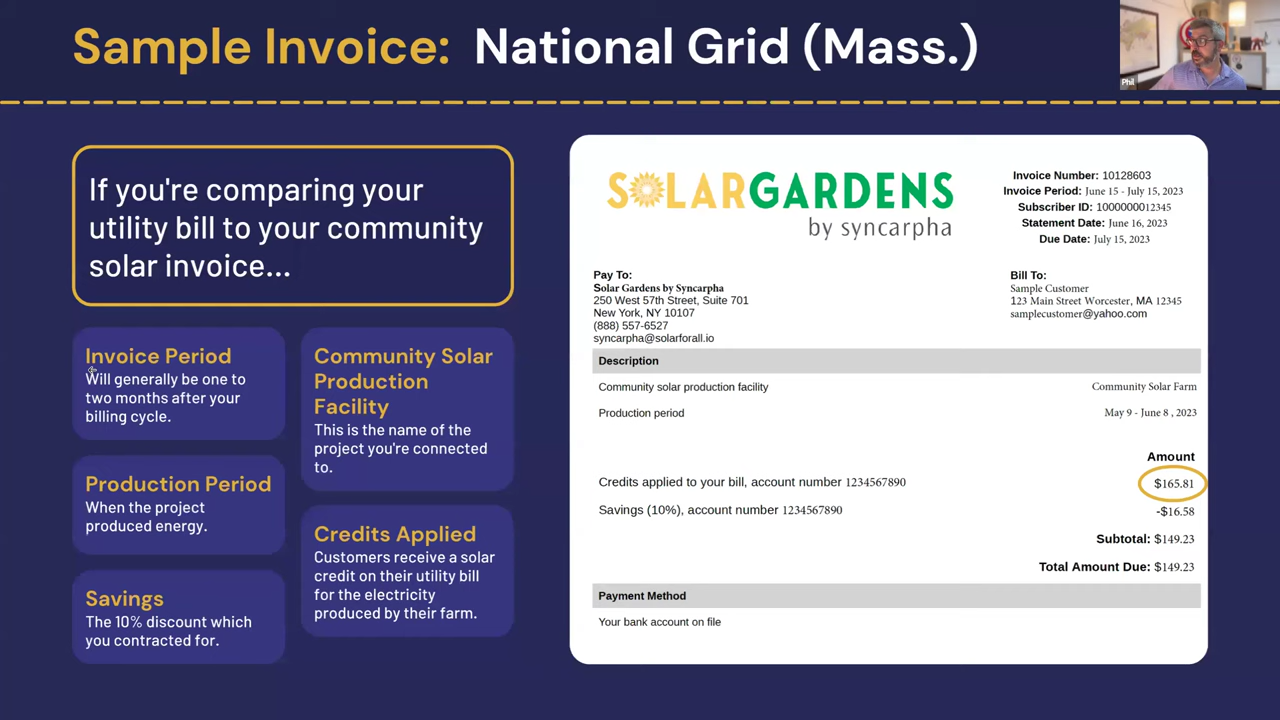 Sample Invoice: National Grid (Mass.)
Phil
If you're comparing your
utility bill to your community
solar invoice...
Invoice Period
Will generally be one to
two months after your
billing cycle.
Production Period
When the project
produced energy.
Savings
The 10% discount which
you contracted for.
Community Solar
Production
Facility
This is the name of the
project you're connected
to.
Credits Applied
Customers receive a solar
credit on their utility bill
for the electricity
produced by their farm.
SOLARGARDENS
by syncarpha
Invoice Number: 10128603
Invoice Period: June 15 - July 15, 2023
Subscriber ID: 1000000012345
Statement Date: June 16, 2023
Due Date: July 15, 2023
Pay To:
Solar Gardens by Syncarpha
250 West 57th Street, Suite 701
New York, NY 10107
(888) 557-6527
syncarpha@solarforall.io
Bill To:
Sample Customer
123 Main Street Worcester, MA 12345
samplecustomer@yahoo.com
Description
Community solar production facility Community Solar Farm
Production period May 9 - June 8 , 2023
Amount
Credits applied to your bill, account number 1234567890 $165.81
Savings (10%), account number 1234567890 -$16.58
Subtotal: $149.23
Total Amount Due: $149.23
Payment Method
Your bank account on file